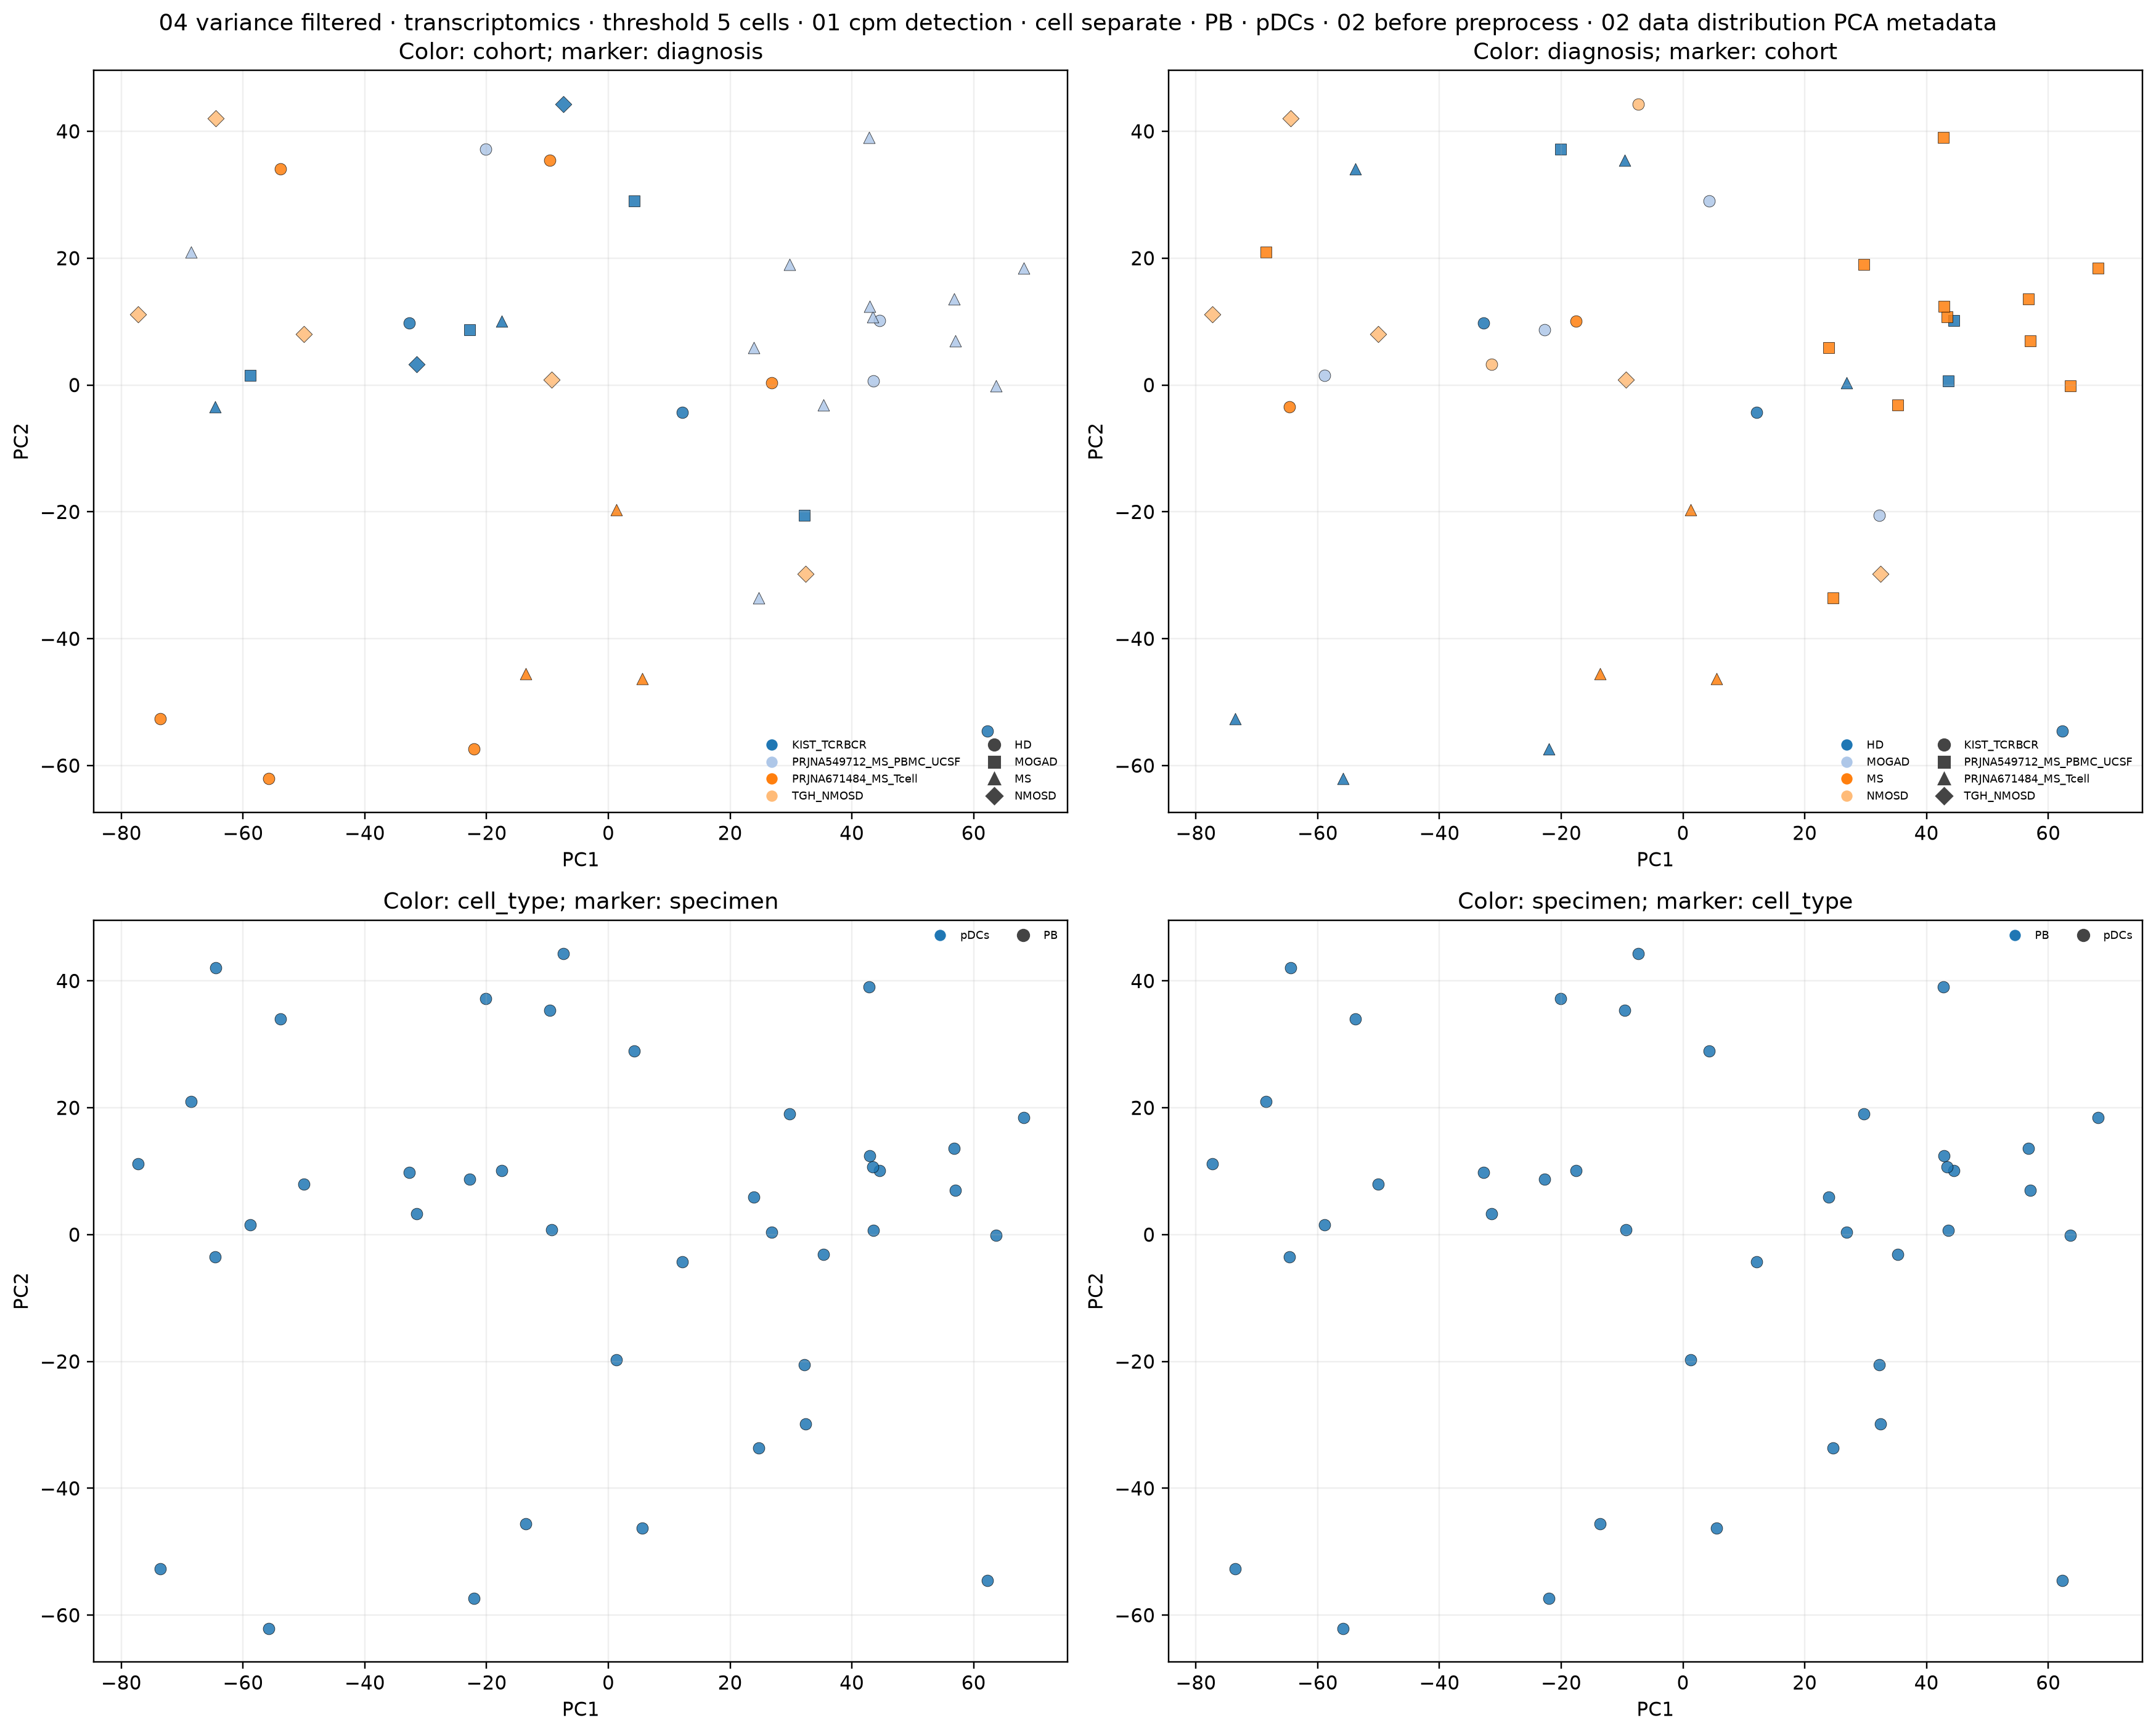 04 variance filtered · transcriptomics · threshold 5 cells · 01 cpm detection · cell separate · PB · pDCs · 02 before preprocess · 02 data distribution PCA metadata
Color: cohort; marker: diagnosis
40
20
0
−20
−40
−60
PC2
−80 −60 −40 −20 0 20 40 60
PC1
KIST_TCRBCR HD
PRJNA549712_MS_PBMC_UCSF MOGAD
PRJNA671484_MS_Tcell MS
TGH_NMOSD NMOSD
Color: diagnosis; marker: cohort
40
20
0
−20
−40
−60
PC2
−80 −60 −40 −20 0 20 40 60
PC1
HD KIST_TCRBCR
MOGAD PRJNA549712_MS_PBMC_UCSF
MS PRJNA671484_MS_Tcell
NMOSD TGH_NMOSD
Color: cell_type; marker: specimen
pDCs PB
40
20
0
−20
−40
−60
PC2
−80 −60 −40 −20 0 20 40 60
PC1
Color: specimen; marker: cell_type
PB pDCs
40
20
0
−20
−40
−60
PC2
−80 −60 −40 −20 0 20 40 60
PC1